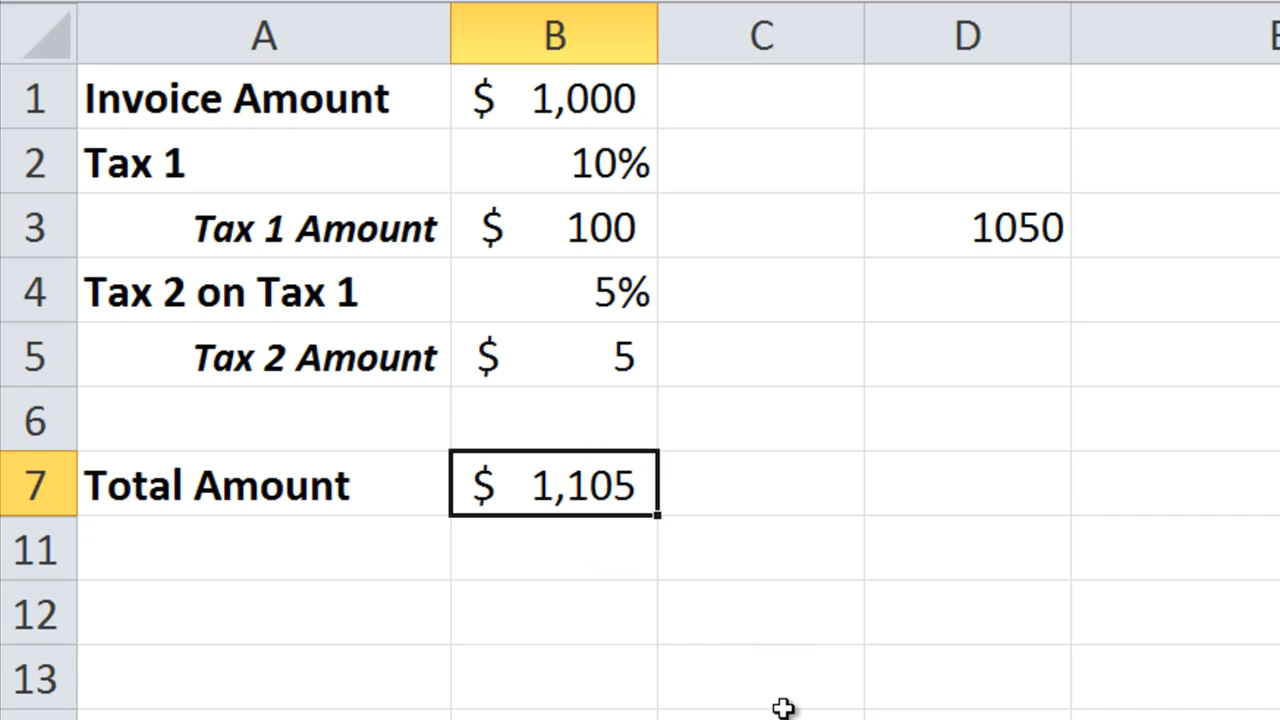 A B C D E
1 Invoice Amount $ 1,000
2 Tax 1 10%
3 Tax 1 Amount $ 100 1050
4 Tax 2 on Tax 1 5%
5 Tax 2 Amount $ 5
6
7 Total Amount $ 1,105
11
12
13